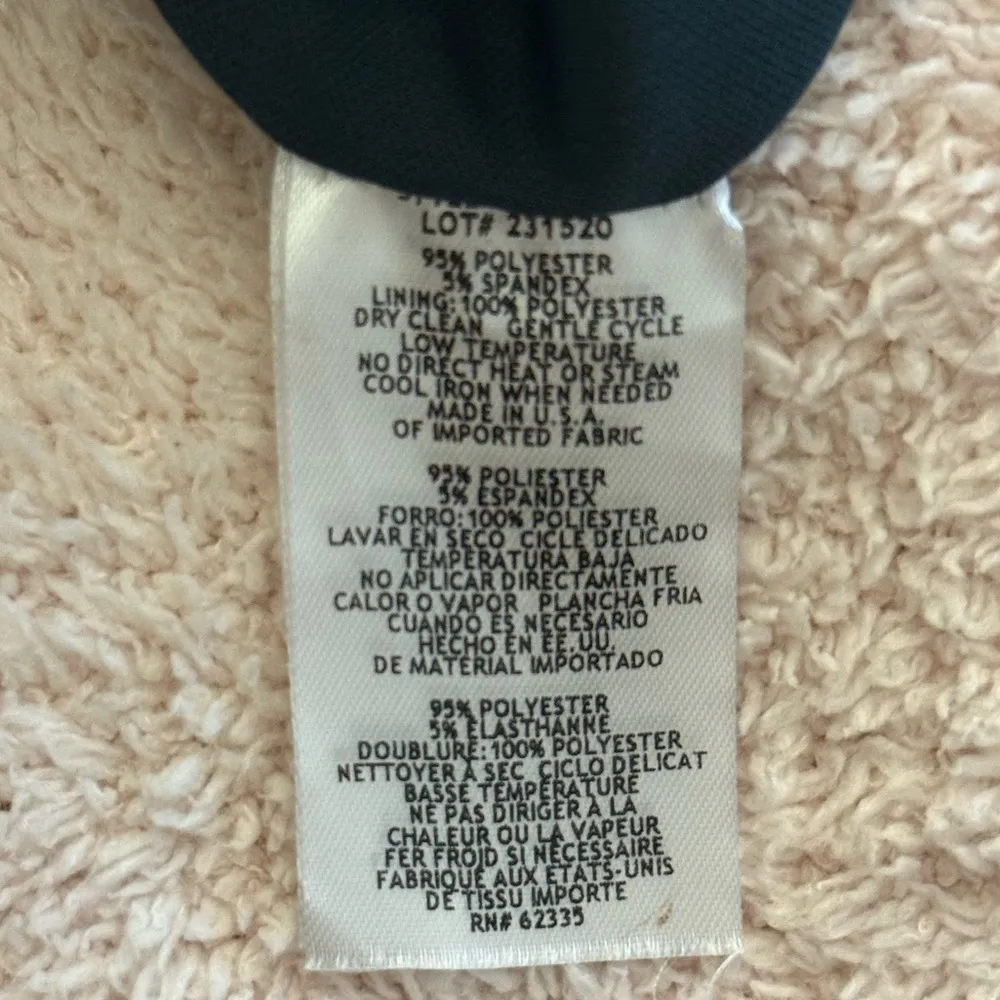 LOT# 231520
95% POLYESTER
5% SPANDEX
LINING: 100% POLYESTER
DRY CLEAN GENTLE CYCLE
LOW TEMPERATURE
NO DIRECT HEAT OR STEAM
COOL IRON WHEN NEEDED
MADE IN U.S.A.
OF IMPORTED FABRIC
95% POLIESTER
5% ESPANDEX
FORRO: 100% POLIESTER
LAVAR EN SECO CICLE DELICADO
TEMPERATURA BAJA
NO APLICAR DIRECTAMENTE
CALOR O VAPOR PLANCHA FRIA
CUANDO ES NECESARIO
HECHO EN EE.UU.
DE MATERIAL IMPORTADO
95% POLYESTER
5% ELASTHANNE
DOUBLURE: 100% POLYESTER
NETTOYER À SEC CICLO DELICAT
BASSE TEMPÉRATURE
NE PAS DIRIGER A LA
CHALEUR OU LA VAPEUR
FER FROID SI NÉCESSAIRE
FABRIQUÉ AUX ETATS-UNIS
DE TISSU IMPORTE
RN# 62335